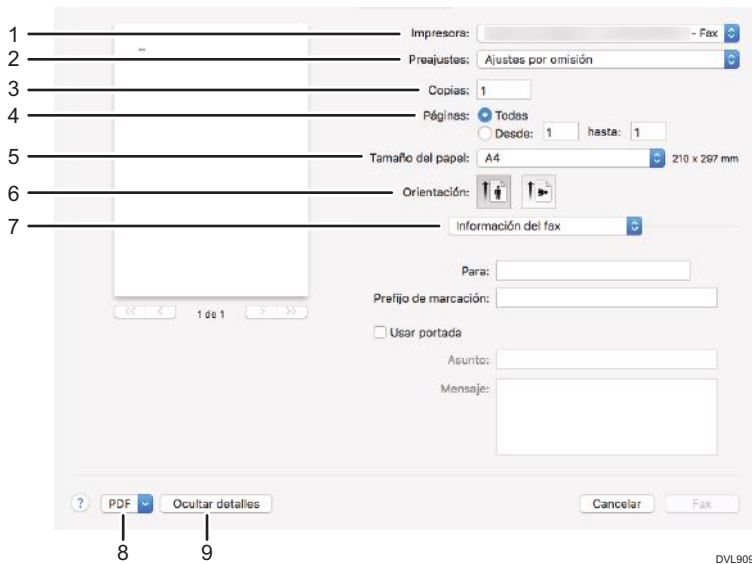 1
Impresora:
- Fax
2
Preajustes:
Ajustes por omisión
3
Copias:
1
4
Páginas:
Todas
Desde: 1 hasta: 1
5
Tamaño del papel:
A4
210 x 297 mm
6
Orientación:
7
Información del fax
Para:
Prefijo de marcación:
1 de 1
Usar portada
Asunto:
Mensaje:
? PDF Ocultar detalles Cancelar Fax
8 9
DVL909